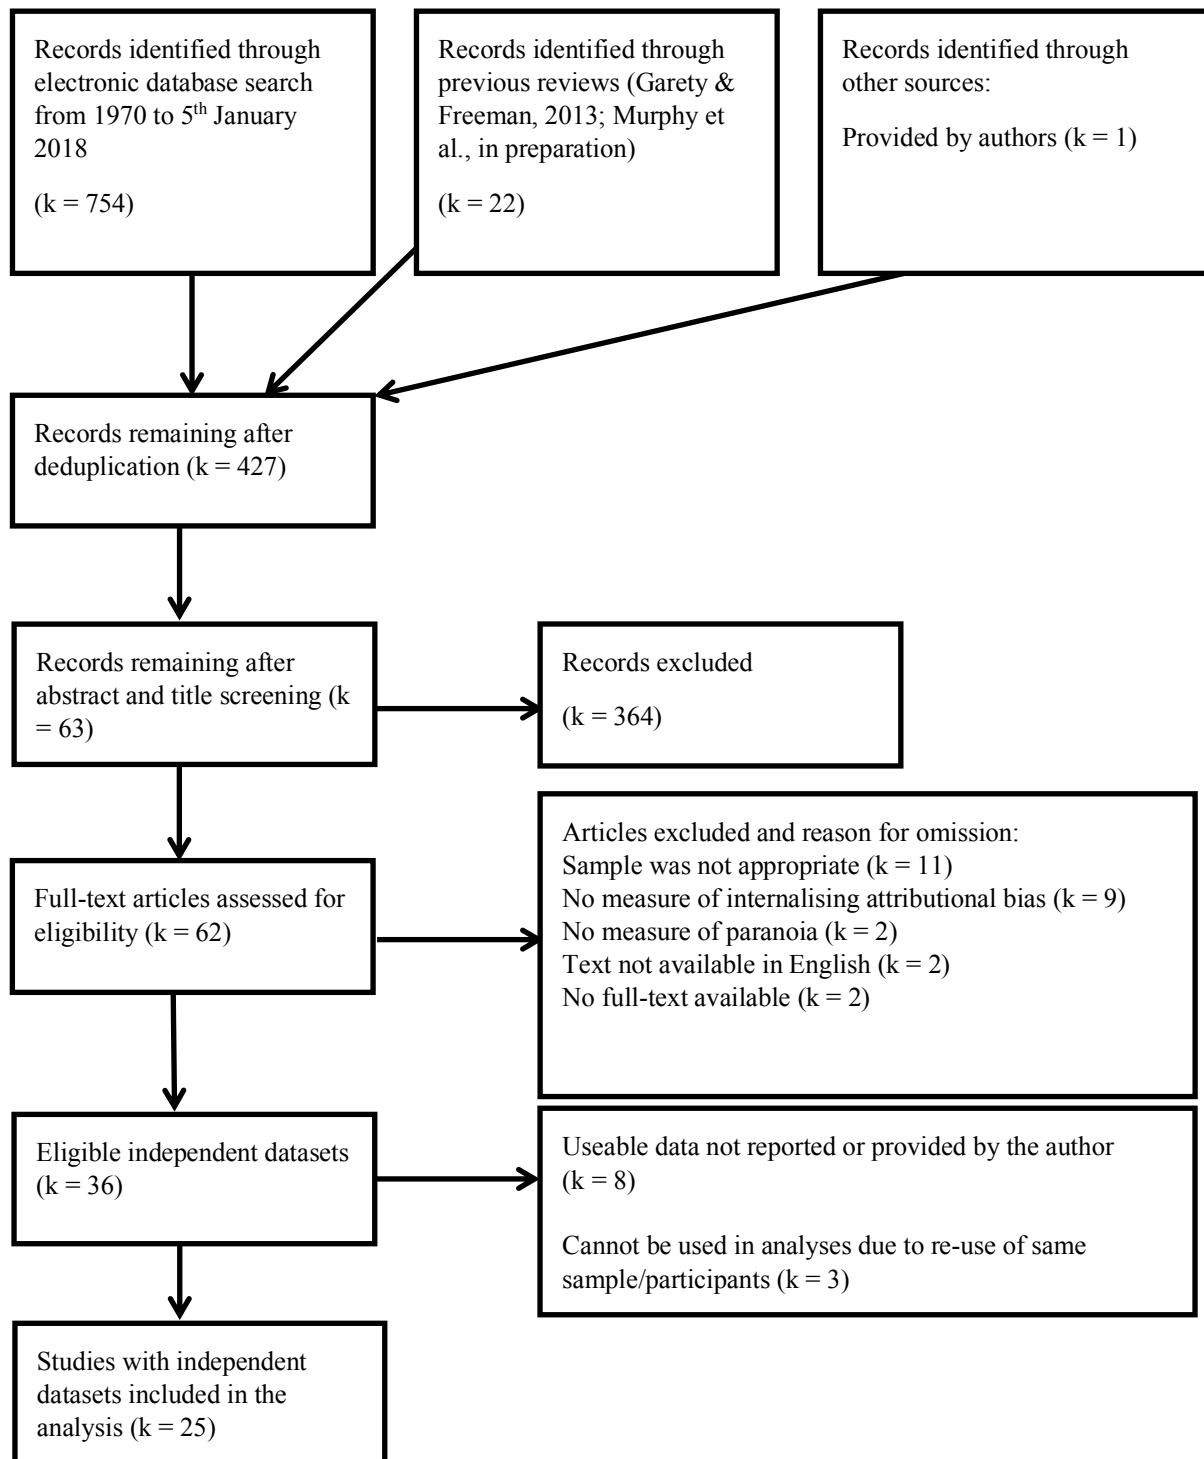 Records identified through
electronic database search
from 1970 to 5th January
2018
(k = 754)
Records identified through
previous reviews (Garety &
Freeman, 2013; Murphy et
al., in preparation)
(k = 22)
Records identified through
other sources:
Provided by authors (k = 1)
Records remaining after
deduplication (k = 427)
Records remaining after
abstract and title screening (k
= 63)
Records excluded
(k = 364)
Full-text articles assessed for
eligibility (k = 62)
Articles excluded and reason for omission:
Sample was not appropriate (k = 11)
No measure of internalising attributional bias (k = 9)
No measure of paranoia (k = 2)
Text not available in English (k = 2)
No full-text available (k = 2)
Eligible independent datasets
(k = 36)
Useable data not reported or provided by the author
(k = 8)
Cannot be used in analyses due to re-use of same
sample/participants (k = 3)
Studies with independent
datasets included in the
analysis (k = 25)